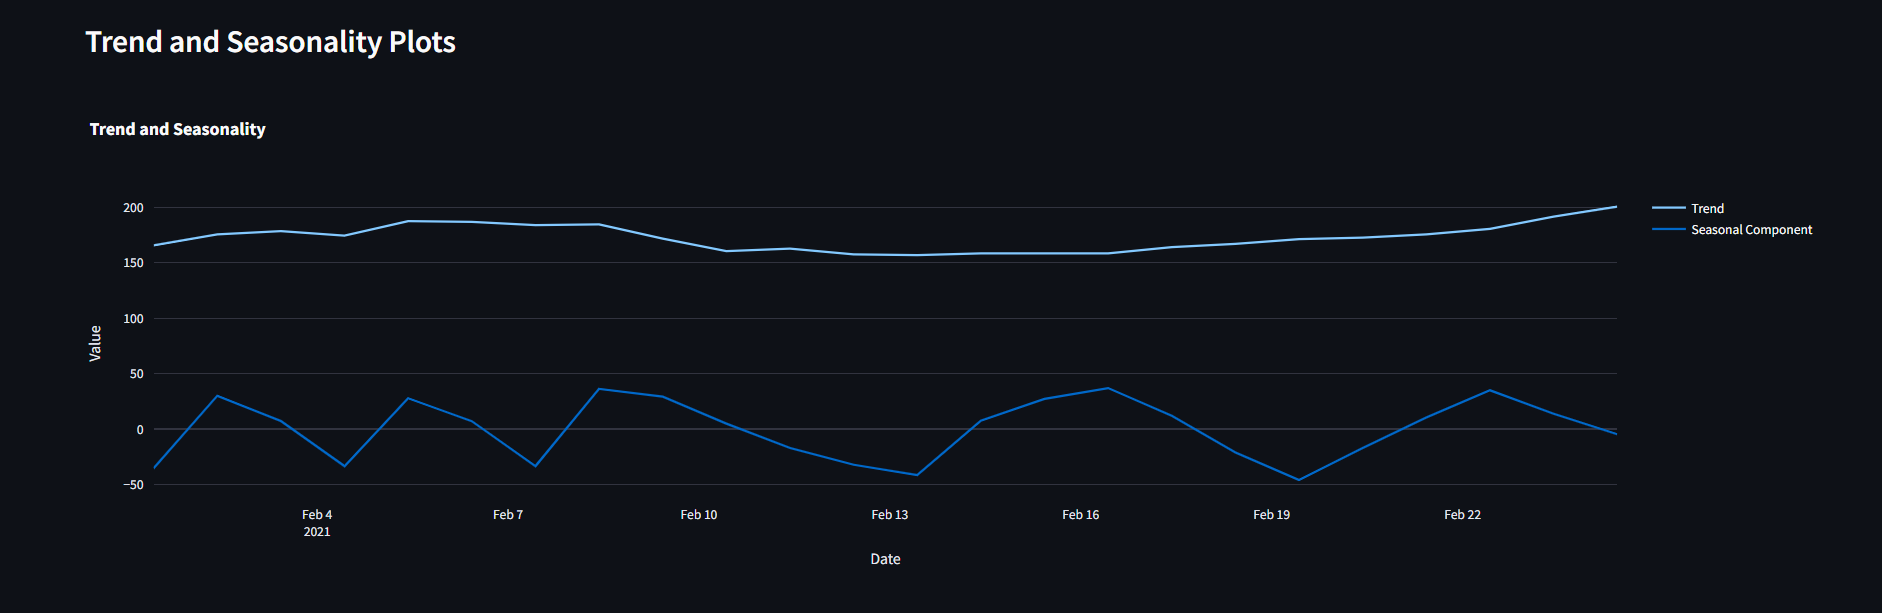 Trend and Seasonality Plots
Trend and Seasonality
200
150
100
50
0
−50
Value
Feb 4
2021
Feb 7
Feb 10
Feb 13
Feb 16
Feb 19
Feb 22
Date
Trend
Seasonal Component